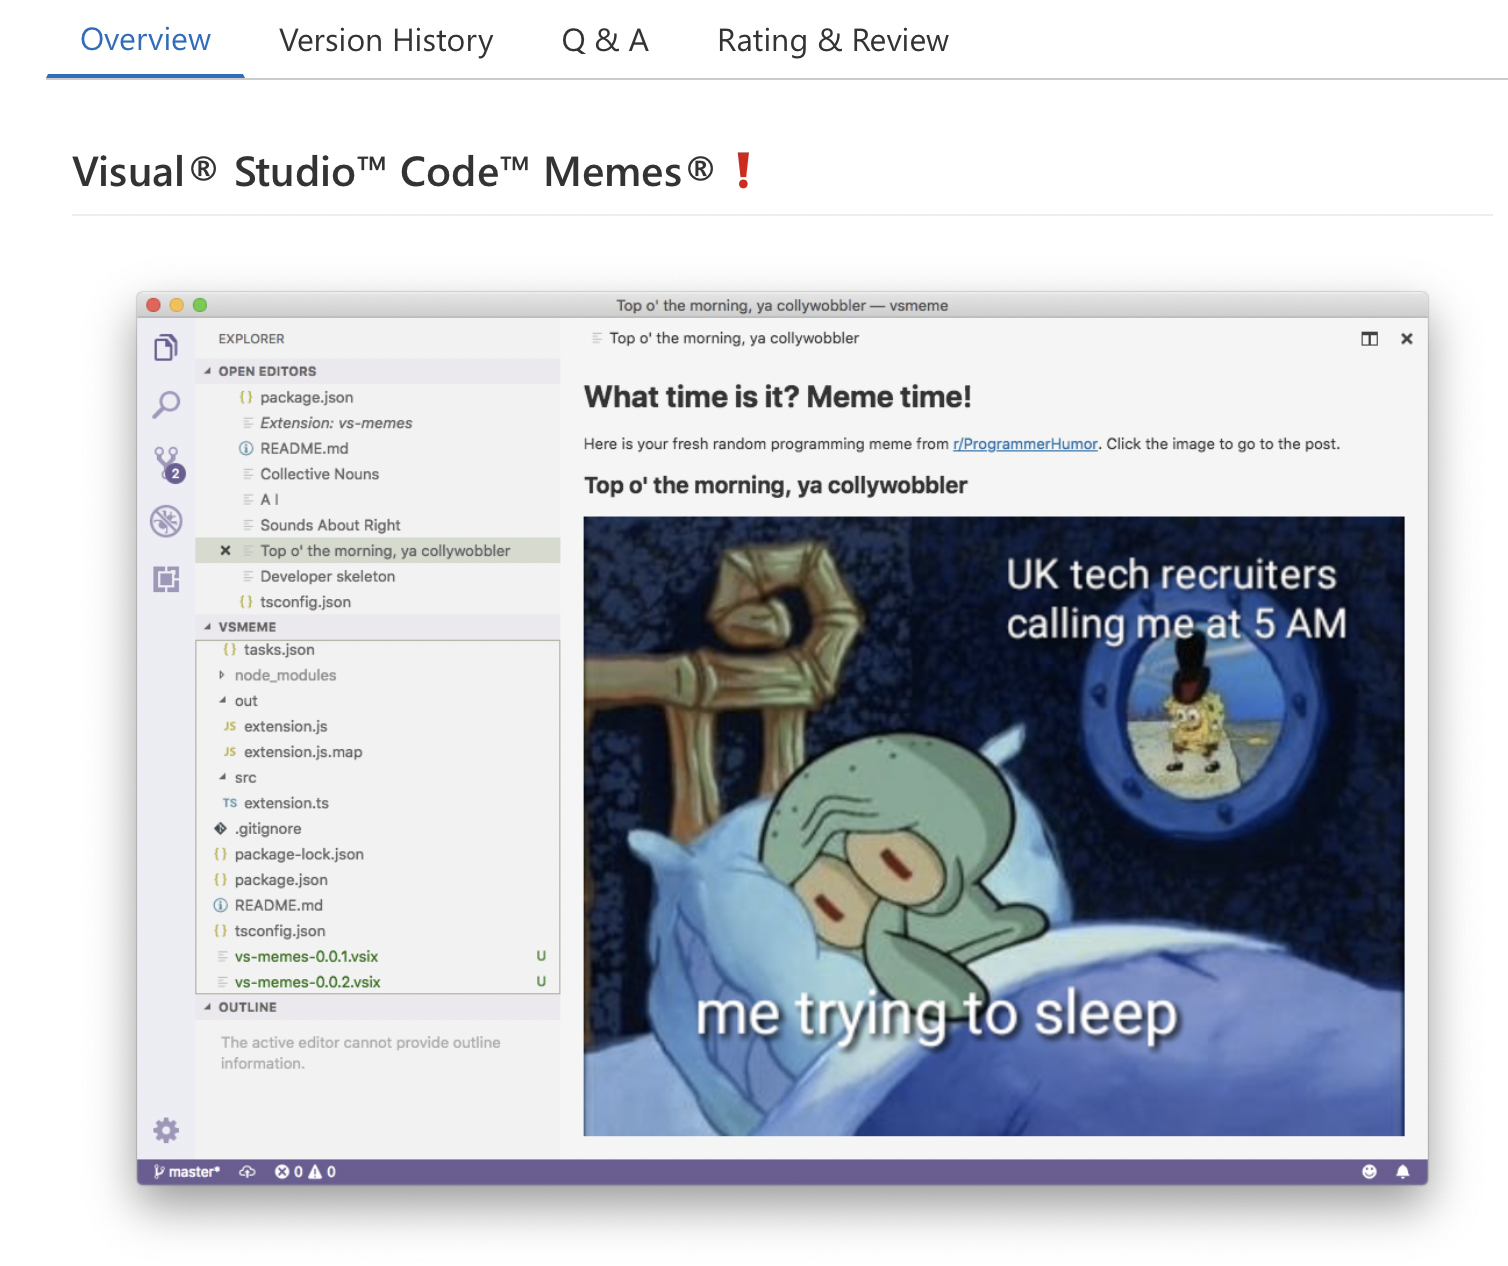 Overview
Version History
Q & A
Rating & Review
Visual® Studio™ Code™ Memes® ❗
Top o' the morning, ya collywobbler — vsmeme
EXPLORER
OPEN EDITORS
{} package.json
Extension: vs-memes
README.md
Collective Nouns
A I
Sounds About Right
Top o' the morning, ya collywobbler
Developer skeleton
{} tsconfig.json
VSMEME
{} tasks.json
node_modules
out
JS extension.js
JS extension.js.map
src
TS extension.ts
.gitignore
{} package-lock.json
{} package.json
README.md
{} tsconfig.json
vs-memes-0.0.1.vsix U
vs-memes-0.0.2.vsix U
OUTLINE
The active editor cannot provide outline
information.
2
Top o' the morning, ya collywobbler
What time is it? Meme time!
Here is your fresh random programming meme from r/ProgrammerHumor. Click the image to go to the post.
Top o' the morning, ya collywobbler
UK tech recruiters
calling me at 5 AM
me trying to sleep
master* 0 0